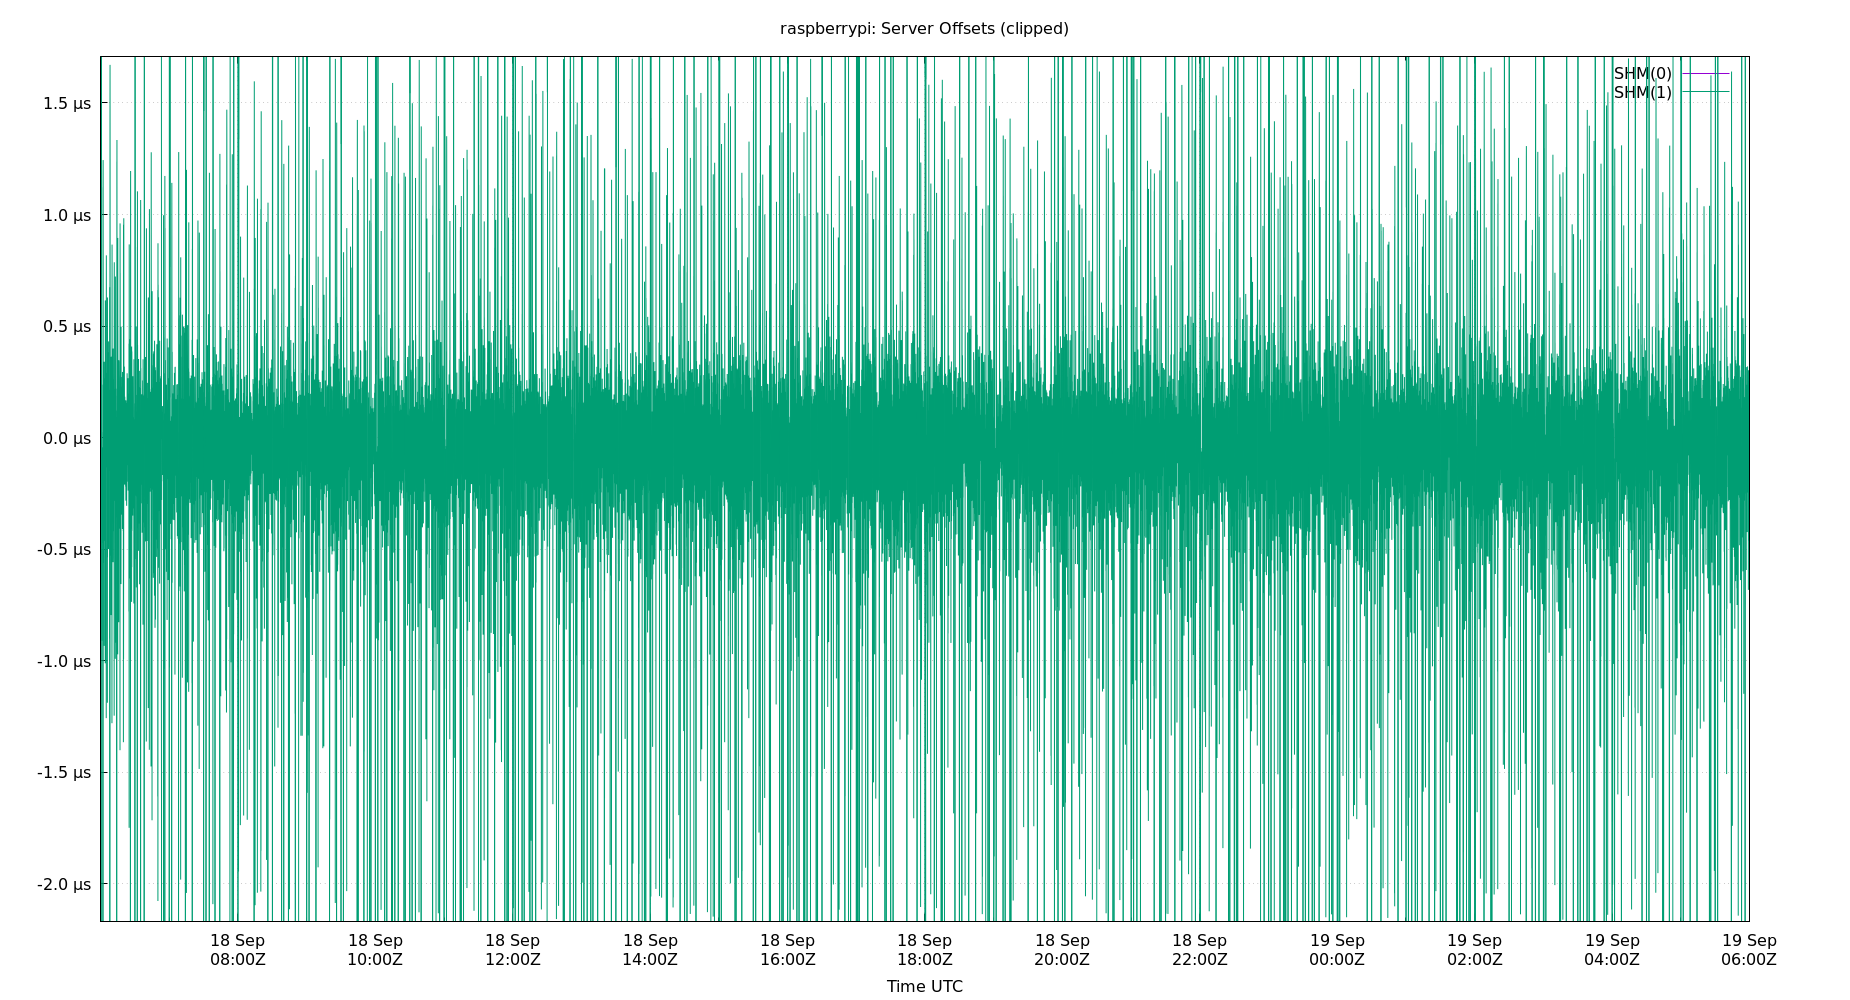 raspberrypi: Server Offsets (clipped)
SHM(0)
SHM(1)
1.5 µs
1.0 µs
0.5 µs
0.0 µs
-0.5 µs
-1.0 µs
-1.5 µs
-2.0 µs
18 Sep 18 Sep 18 Sep 18 Sep 18 Sep 18 Sep 18 Sep 18 Sep 19 Sep 19 Sep 19 Sep 19 Sep
08:00Z 10:00Z 12:00Z 14:00Z 16:00Z 18:00Z 20:00Z 22:00Z 00:00Z 02:00Z 04:00Z 06:00Z
Time UTC